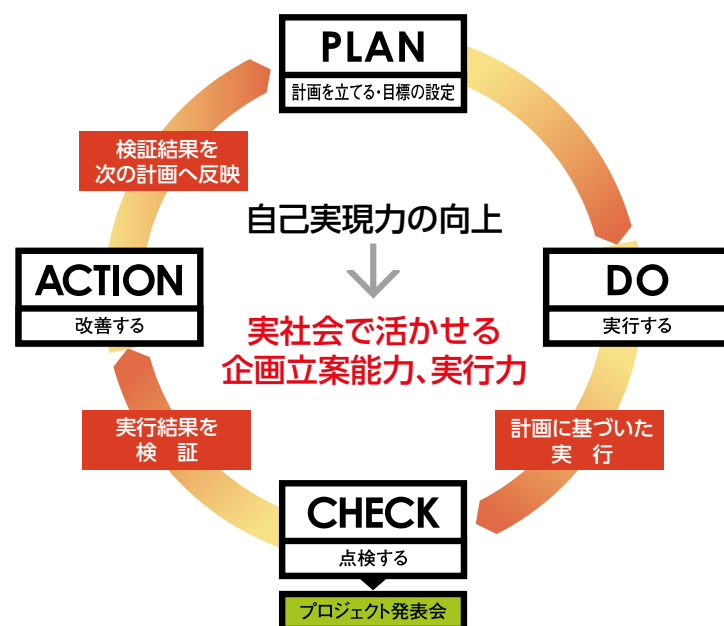 PLAN
計画を立てる・目標の設定
検証結果を
次の計画へ反映
自己実現力の向上
ACTION
改善する
DO
実行する
実社会で活かせる
企画立案能力、実行力
実行結果を
検　証
計画に基づいた
実　行
CHECK
点検する
プロジェクト発表会